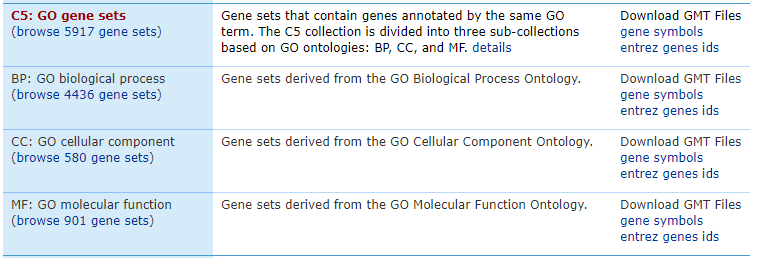 C5: GO gene sets
(browse 5917 gene sets)
Gene sets that contain genes annotated by the same GO
term. The C5 collection is divided into three sub-collections
based on GO ontologies: BP, CC, and MF. details
Download GMT Files
gene symbols
entrez genes ids
BP: GO biological process
(browse 4436 gene sets)
Gene sets derived from the GO Biological Process Ontology.
Download GMT Files
gene symbols
entrez genes ids
CC: GO cellular component
(browse 580 gene sets)
Gene sets derived from the GO Cellular Component Ontology.
Download GMT Files
gene symbols
entrez genes ids
MF: GO molecular function
(browse 901 gene sets)
Gene sets derived from the GO Molecular Function Ontology.
Download GMT Files
gene symbols
entrez genes ids